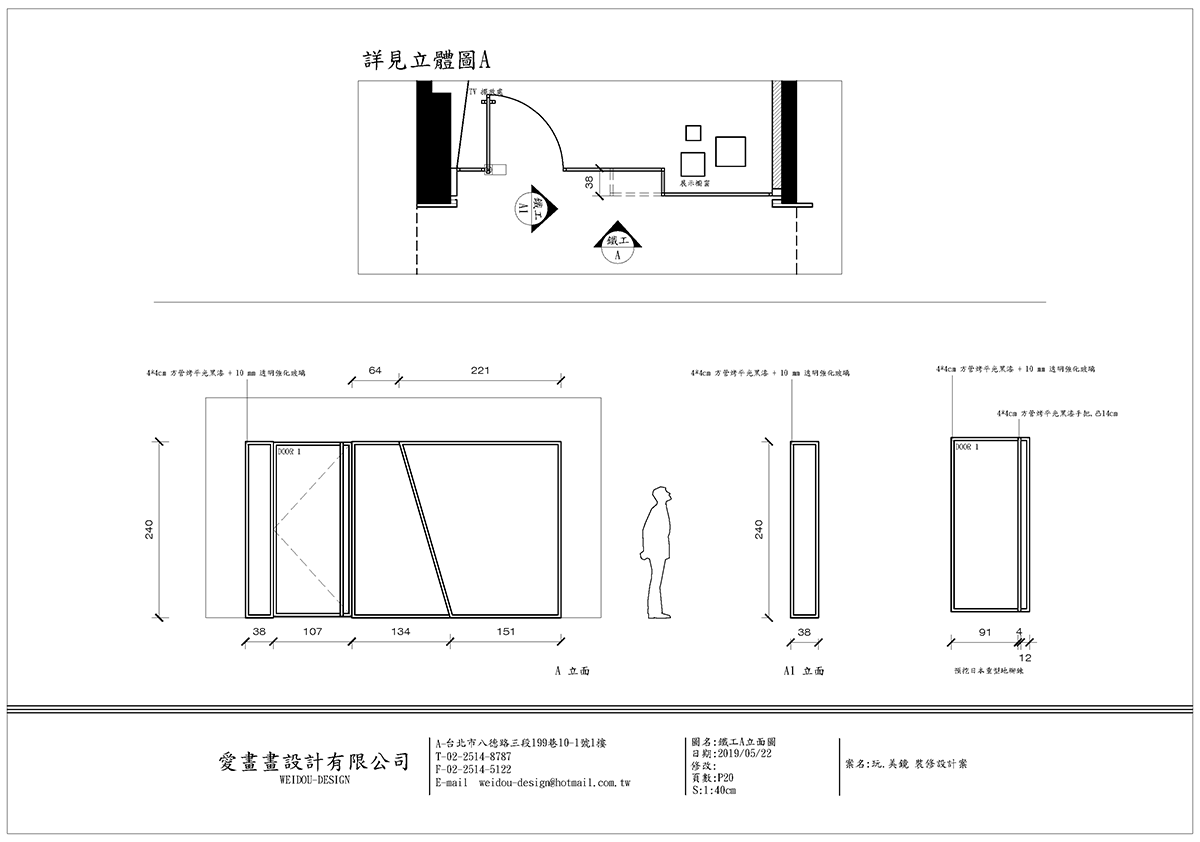 詳見立體圖A
TV 擺放處
38
展示櫥窗
鐵工
AI
鐵工
A
4*4cm 方管烤平光黑漆 + 10 mm 透明強化玻璃
64
221
4*4cm 方管烤平光黑漆 + 10 mm 透明強化玻璃
4*4cm 方管烤平光黑漆 + 10 mm 透明強化玻璃
4*4cm 方管烤平光黑漆手把,凸14cm
DOOR 1
DOOR 1
240
240
38
107
134
151
38
91
4
12
A 立面
AI 立面
預挖日本重型地鉸鍊
愛畫畫設計有限公司
WEIDOU-DESIGN
A-台北市八德路三段199巷10-1號1樓
T-02-2514-8787
F-02-2514-5122
E-mail weidou-design@hotmail.com.tw
圖名:鐵工A立面圖
日期:2019/05/22
修改:
頁數:P20
S:1:40cm
案名:玩.美鏡 裝修設計案